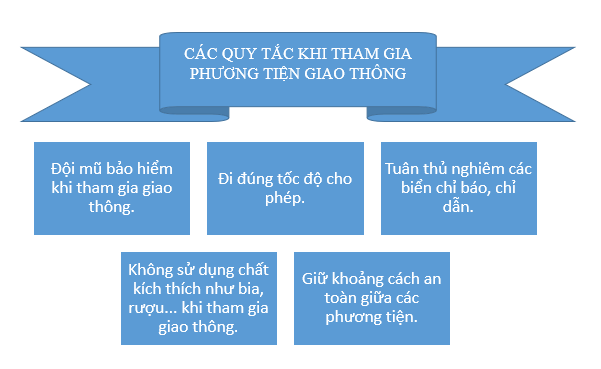 CÁC QUY TẮC KHI THAM GIA
PHƯƠNG TIỆN GIAO THÔNG
Đội mũ bảo hiểm
khi tham gia giao
thông.
Đi đúng tốc độ cho
phép.
Tuân thủ nghiêm các
biển chỉ báo, chỉ
dẫn.
Không sử dụng chất
kích thích như bia,
rượu... khi tham gia
giao thông.
Giữ khoảng cách an
toàn giữa các
phương tiện.